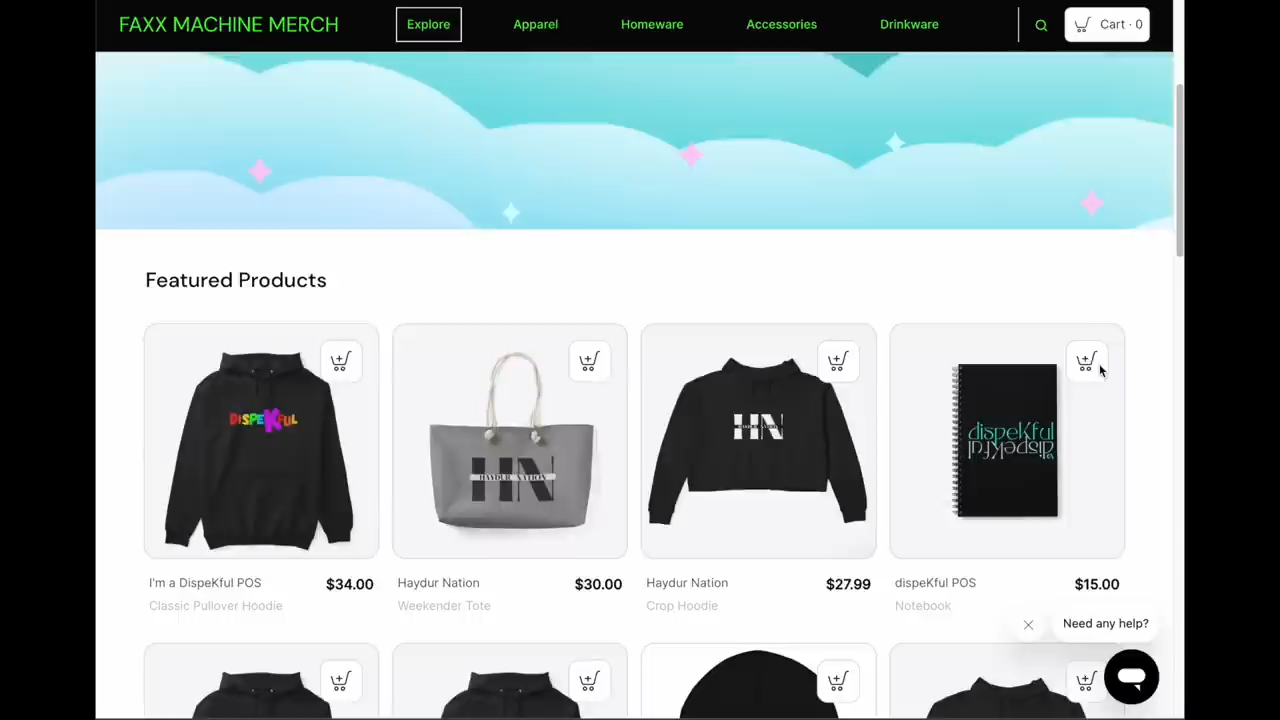 FAXX MACHINE MERCH
Explore
Apparel
Homeware
Accessories
Drinkware
Cart · 0
Featured Products
DISPEKFUL
HN
HAYDUR NATION
HN
HAYDUR NATION
dispeKful
dispeKful
I'm a DispeKful POS
$34.00
Classic Pullover Hoodie
Haydur Nation
$30.00
Weekender Tote
Haydur Nation
$27.99
Crop Hoodie
dispeKful POS
$15.00
Notebook
Need any help?